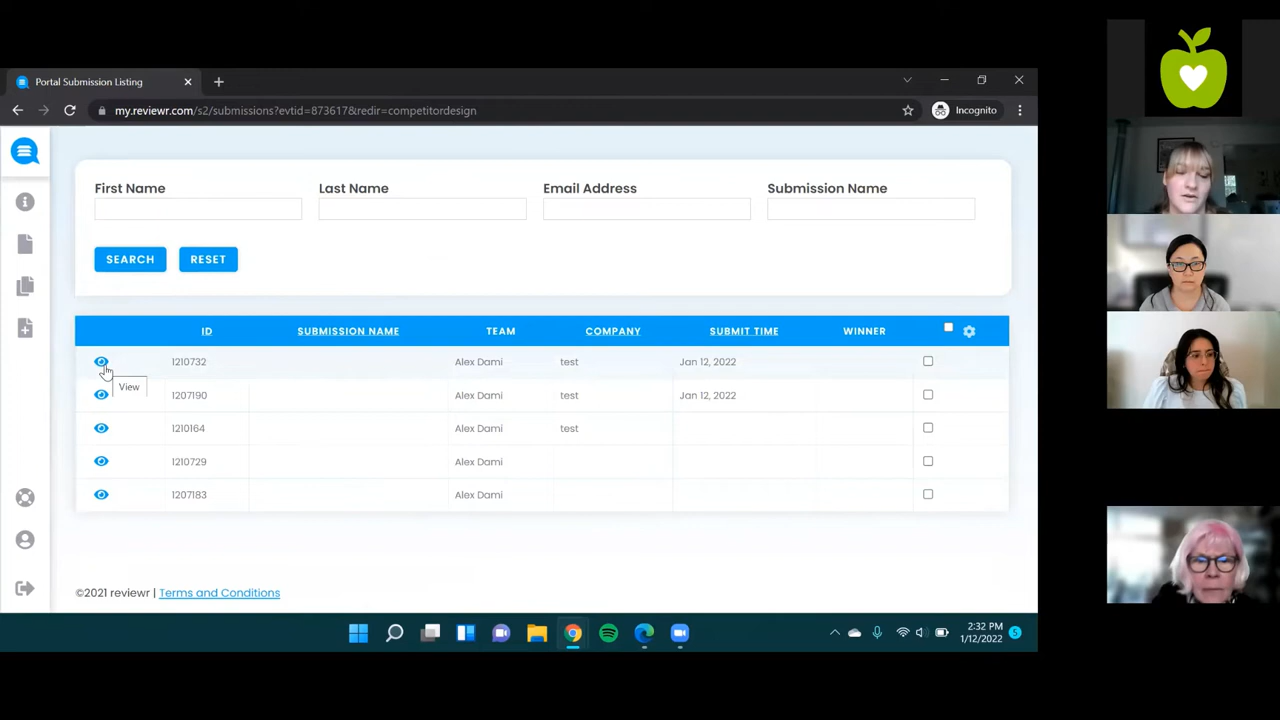 Portal Submission Listing
my.reviewr.com/s2/submissions?evtid=873617&redir=competitordesign
Incognito
First Name Last Name Email Address Submission Name
SEARCH RESET
ID SUBMISSION NAME TEAM COMPANY SUBMIT TIME WINNER
1210732 Alex Dami test Jan 12, 2022
View
1207190 Alex Dami test Jan 12, 2022
1210164 Alex Dami test
1210729 Alex Dami
1207183 Alex Dami
©2021 reviewr | Terms and Conditions
2:32 PM
1/12/2022
5